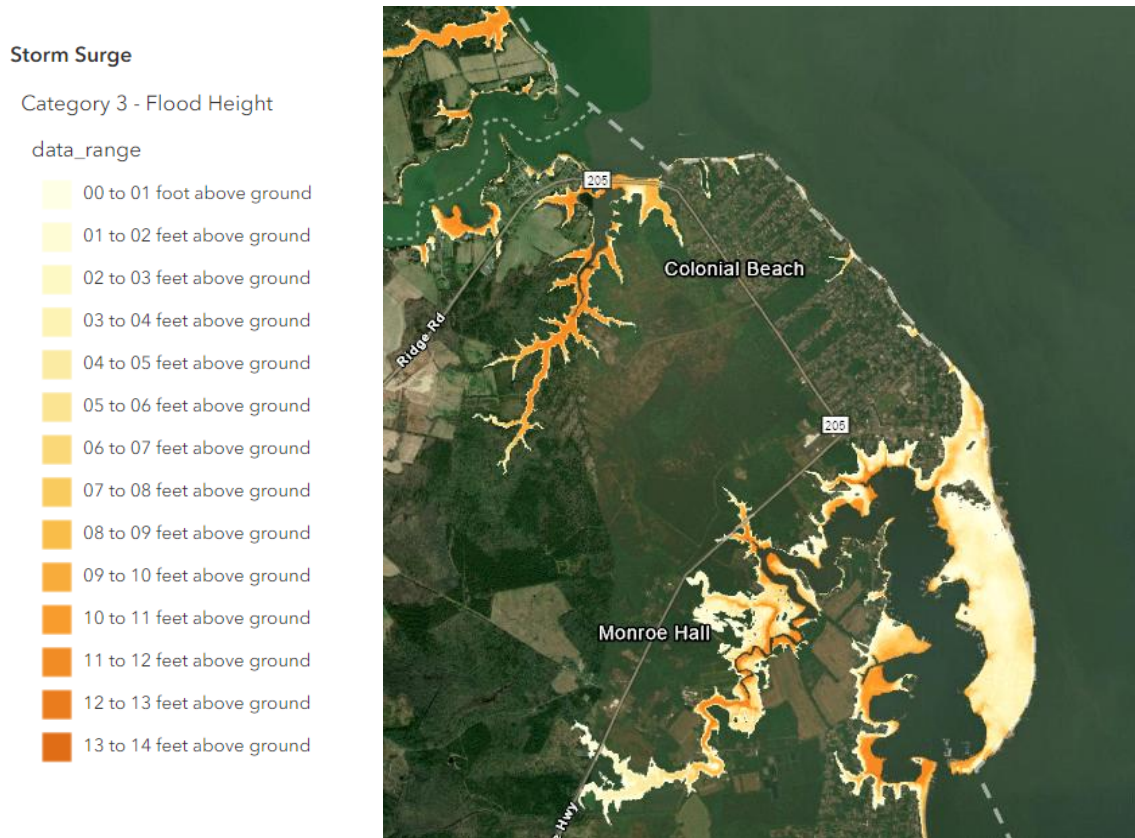 Storm Surge
Category 3 - Flood Height
data_range
00 to 01 foot above ground
01 to 02 feet above ground
02 to 03 feet above ground
03 to 04 feet above ground
04 to 05 feet above ground
05 to 06 feet above ground
06 to 07 feet above ground
07 to 08 feet above ground
08 to 09 feet above ground
09 to 10 feet above ground
10 to 11 feet above ground
11 to 12 feet above ground
12 to 13 feet above ground
13 to 14 feet above ground
205
Colonial Beach
Ridge Rd
205
Monroe Hall
Hwy